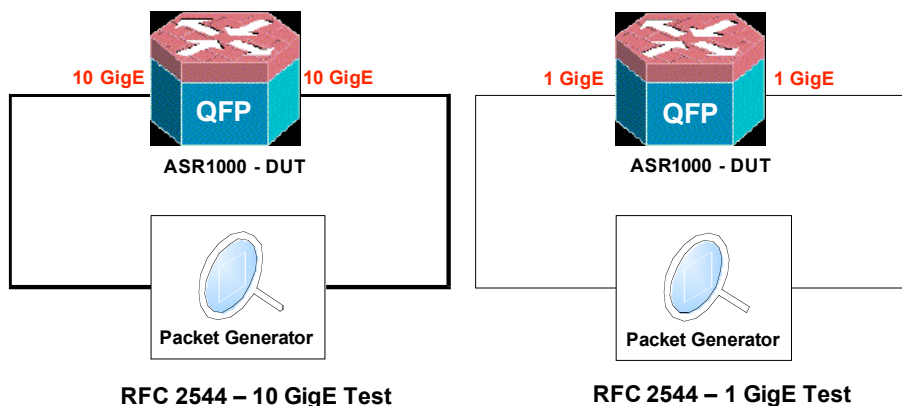 10 GigE
10 GigE
QFP
ASR1000 - DUT
Packet Generator
RFC 2544 – 10 GigE Test
1 GigE
1 GigE
QFP
ASR1000 - DUT
Packet Generator
RFC 2544 – 1 GigE Test